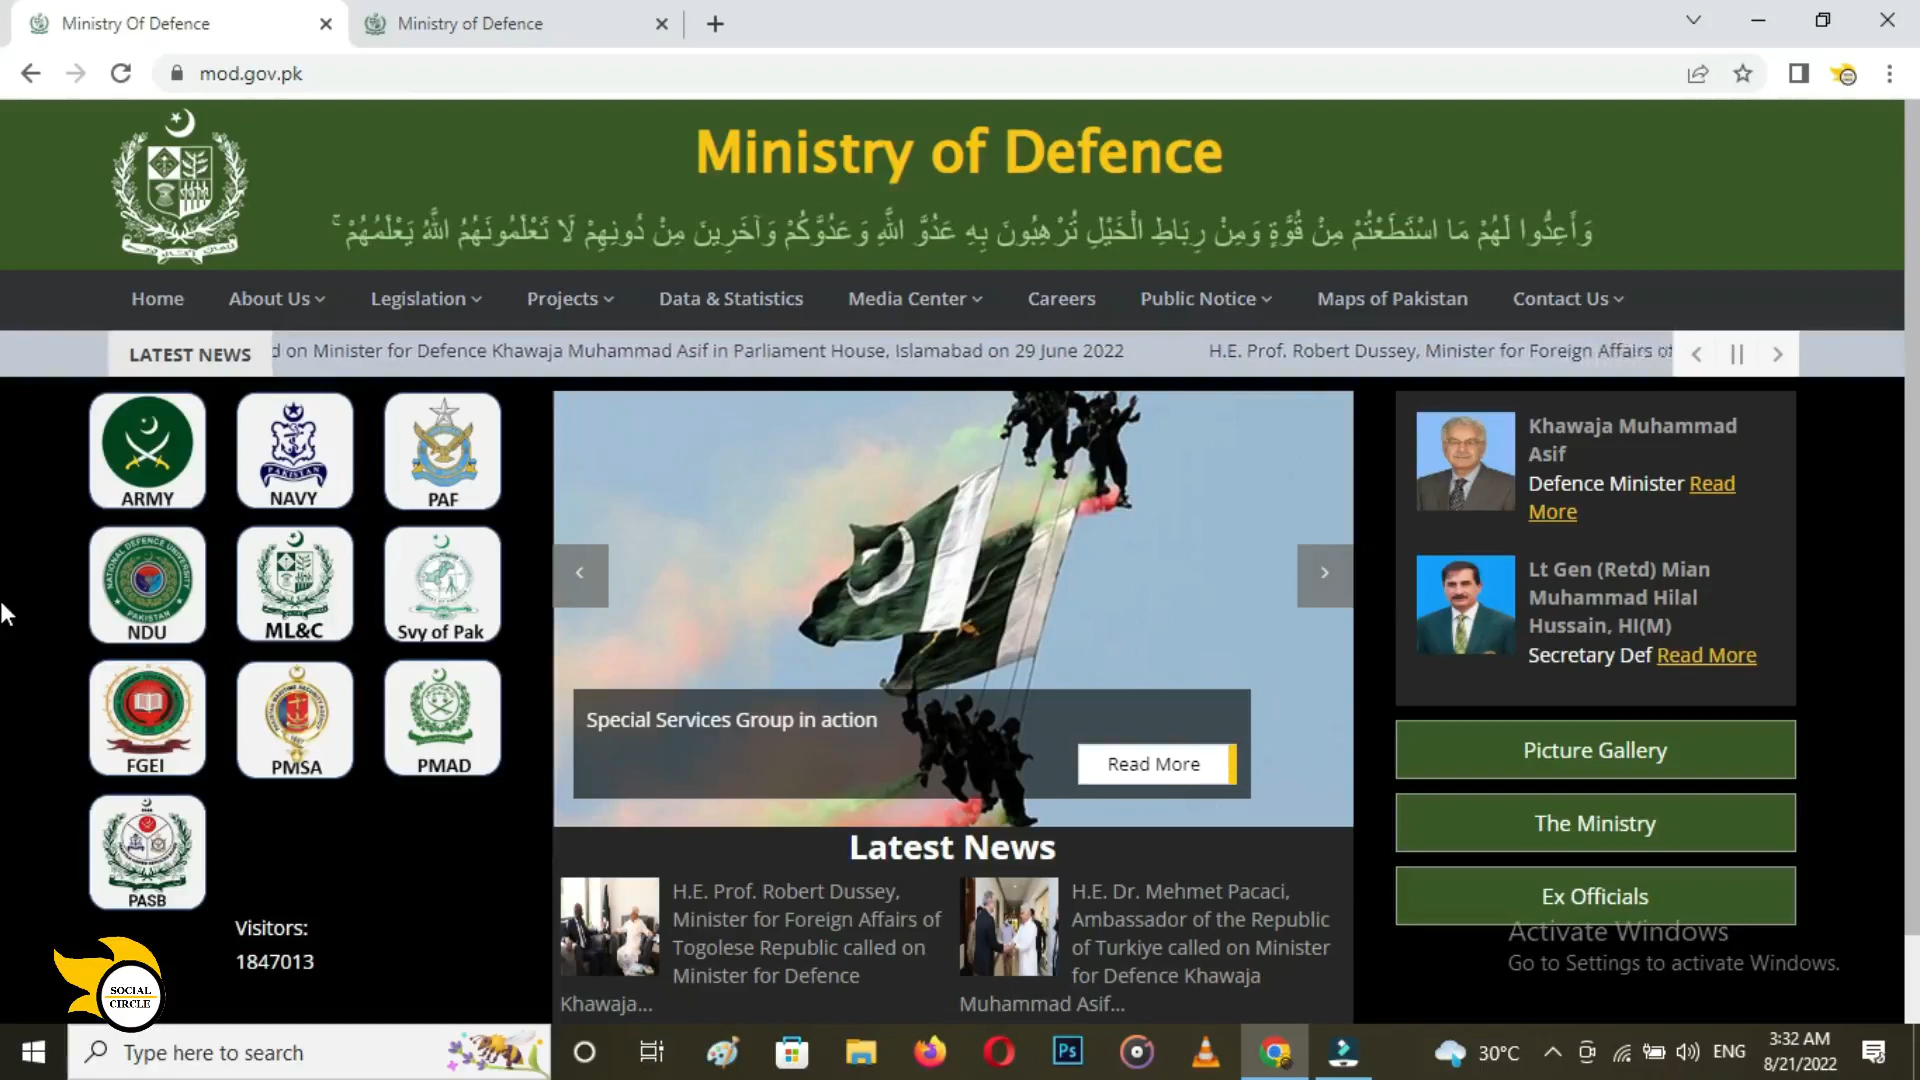 Ministry Of Defence
Ministry of Defence
mod.gov.pk
Ministry of Defence
وَأَعِدُّوا لَهُمْ مَا اسْتَطَعْتُمْ مِنْ قُوَّةٍ وَمِنْ رِبَاطِ الْخَيْلِ تُرْهِبُونَ بِهِ عَدُوَّ اللَّهِ وَعَدُوَّكُمْ وَآخَرِينَ مِنْ دُونِهِمْ لَا تَعْلَمُونَهُمُ اللَّهُ يَعْلَمُهُمْ ۚ
Home About Us Legislation Projects Data & Statistics Media Center Careers Public Notice Maps of Pakistan Contact Us
LATEST NEWS d on Minister for Defence Khawaja Muhammad Asif in Parliament House, Islamabad on 29 June 2022 H.E. Prof. Robert Dussey, Minister for Foreign Affairs of
ARMY
NAVY
PAKISTAN
PAF
NATIONAL DEFENCE UNIVERSITY
PAKISTAN
NDU
ML&C
Svy of Pak
FGEI
PMSA
PMAD
PASB
Visitors:
1847013
SOCIAL
CIRCLE
Special Services Group in action
Read More
Latest News
H.E. Prof. Robert Dussey,
Minister for Foreign Affairs of
Togolese Republic called on
Minister for Defence
Khawaja...
H.E. Dr. Mehmet Pacaci,
Ambassador of the Republic
of Turkiye called on Minister
for Defence Khawaja
Muhammad Asif...
Khawaja Muhammad
Asif
Defence Minister Read
More
Lt Gen (Retd) Mian
Muhammad Hilal
Hussain, HI(M)
Secretary Def Read More
Picture Gallery
The Ministry
Ex Officials
Activate Windows
Go to Settings to activate Windows.
Type here to search
Ps
30°C
ENG
3:32 AM
8/21/2022